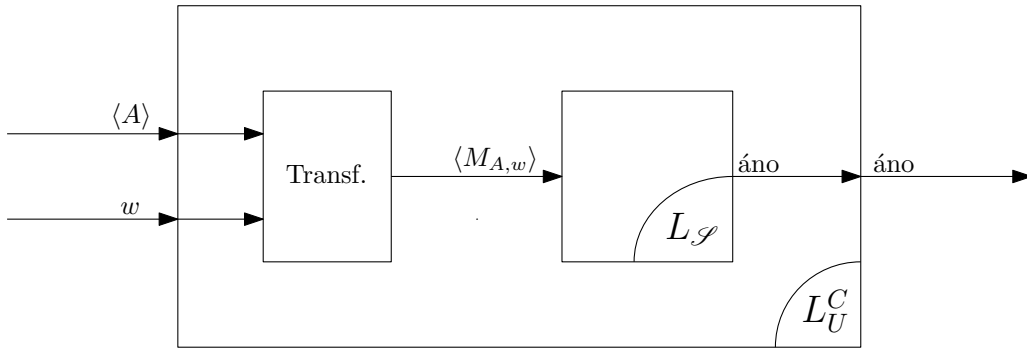 ⟨A⟩
w
Transf.
⟨M_{A,w}⟩
L_𝒮
áno
áno
L_U^C